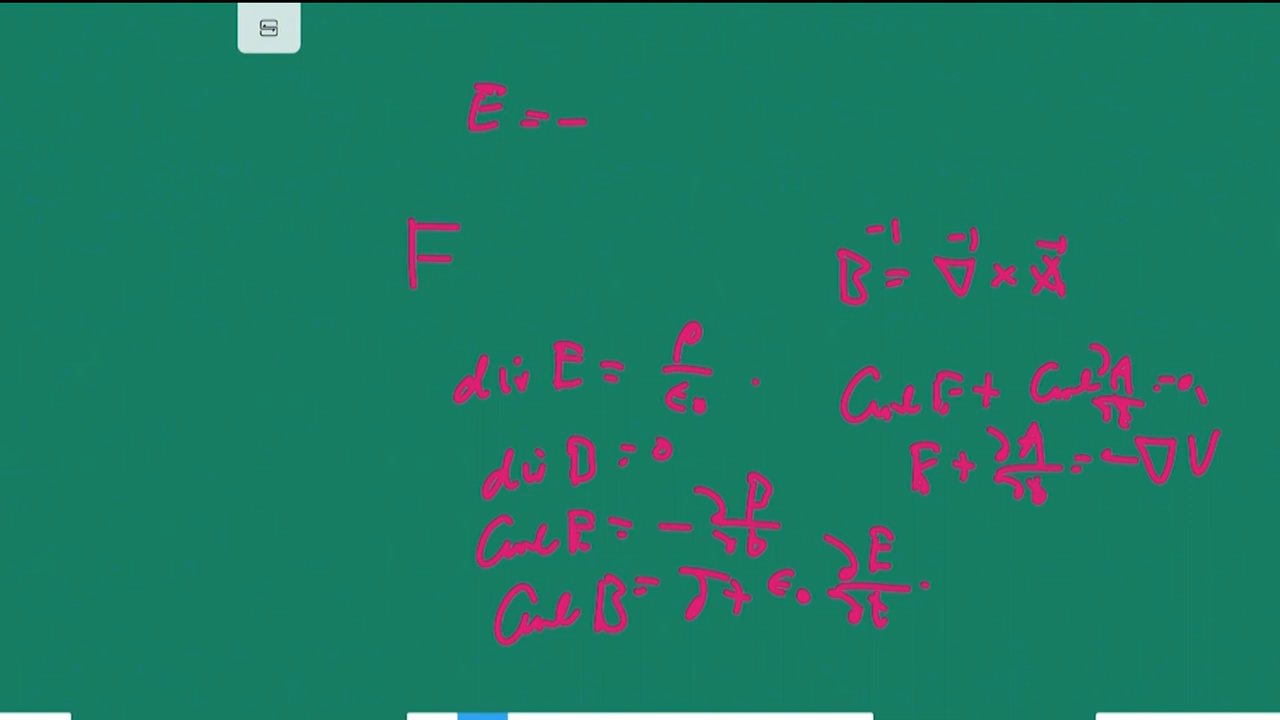 E = -
F
B = ∇ × A
div E = ρ/ε₀ .
Curl E + Curl ∂A/∂t = 0,
div B = 0
E + ∂A/∂t = -∇V
Curl E = - ∂B/∂t
Curl B = J + ε₀ ∂E/∂t .